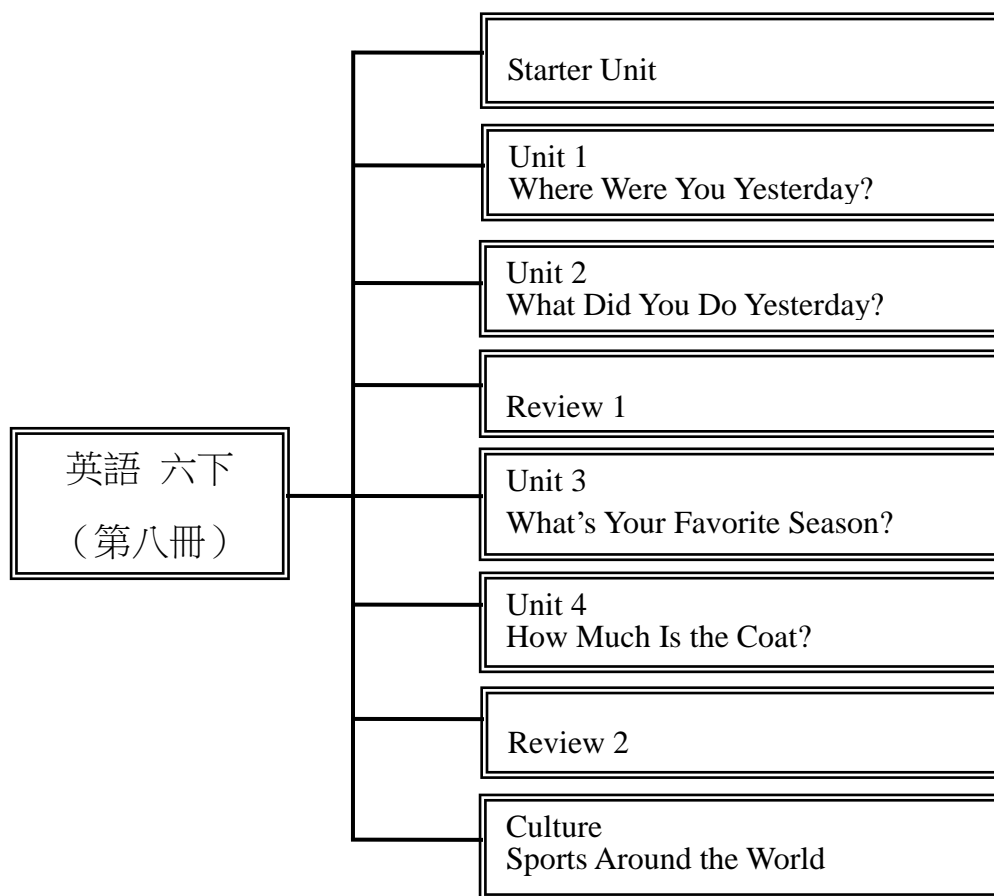 英語 六下
（第八冊）
Starter Unit
Unit 1
Where Were You Yesterday?
Unit 2
What Did You Do Yesterday?
Review 1
Unit 3
What’s Your Favorite Season?
Unit 4
How Much Is the Coat?
Review 2
Culture
Sports Around the World